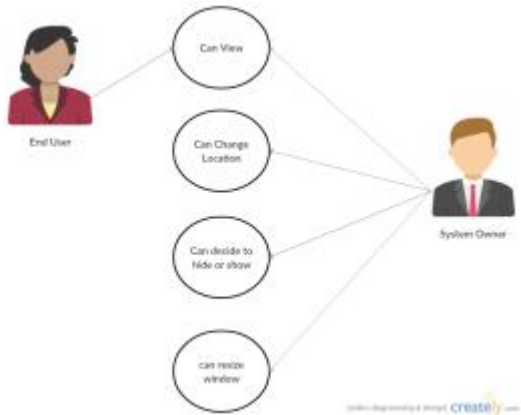 Can View
End User
Can Change
Location
System Owner
Can decide to
hide or show
can resize
window
creately